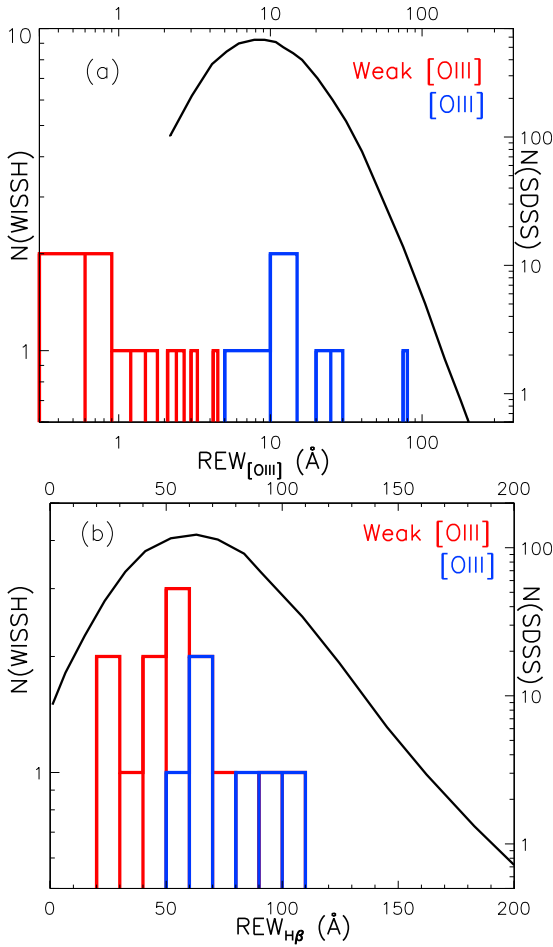 1 10 100
10
(a)
Weak [OIII]
[OIII]
N(WISSH)
N(SDSS)
100
10
1
1
1 10 100
REW[OIII] (Å)
0 50 100 150 200
(b)
Weak [OIII]
[OIII]
N(WISSH)
N(SDSS)
100
10
1
1
0 50 100 150 200
REWHβ (Å)